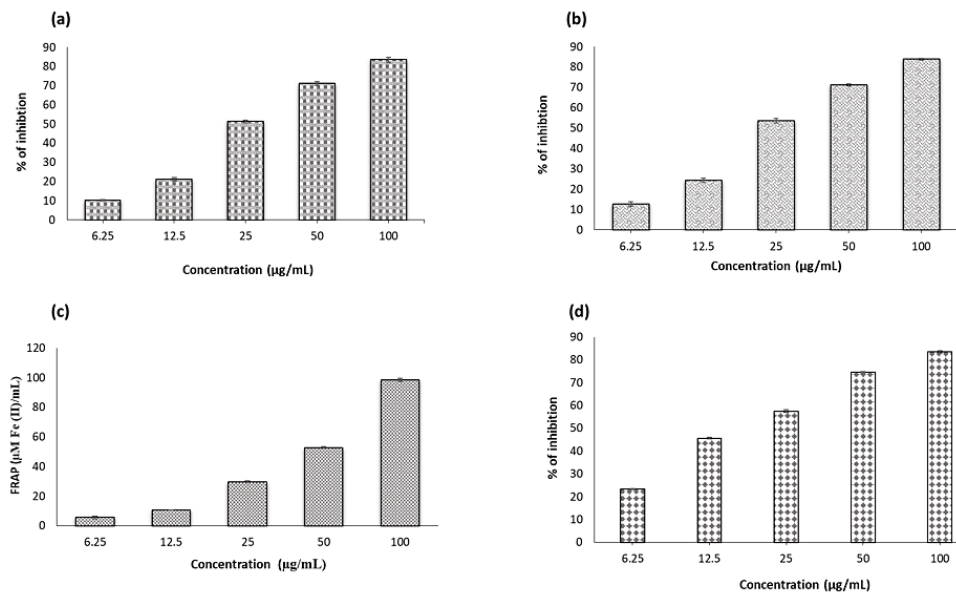 (a)
% of inhibtion
90
80
70
60
50
40
30
20
10
0
6.25 12.5 25 50 100
Concentration (µg/mL)
(b)
% of inhibtion
90
80
70
60
50
40
30
20
10
0
6.25 12.5 25 50 100
Concentration (µg/mL)
(c)
FRAP (µM Fe (II)/mL)
120
100
80
60
40
20
0
6.25 12.5 25 50 100
Concentration (µg/mL)
(d)
% of inhibition
90
80
70
60
50
40
30
20
10
0
6.25 12.5 25 50 100
Concentration (µg/mL)